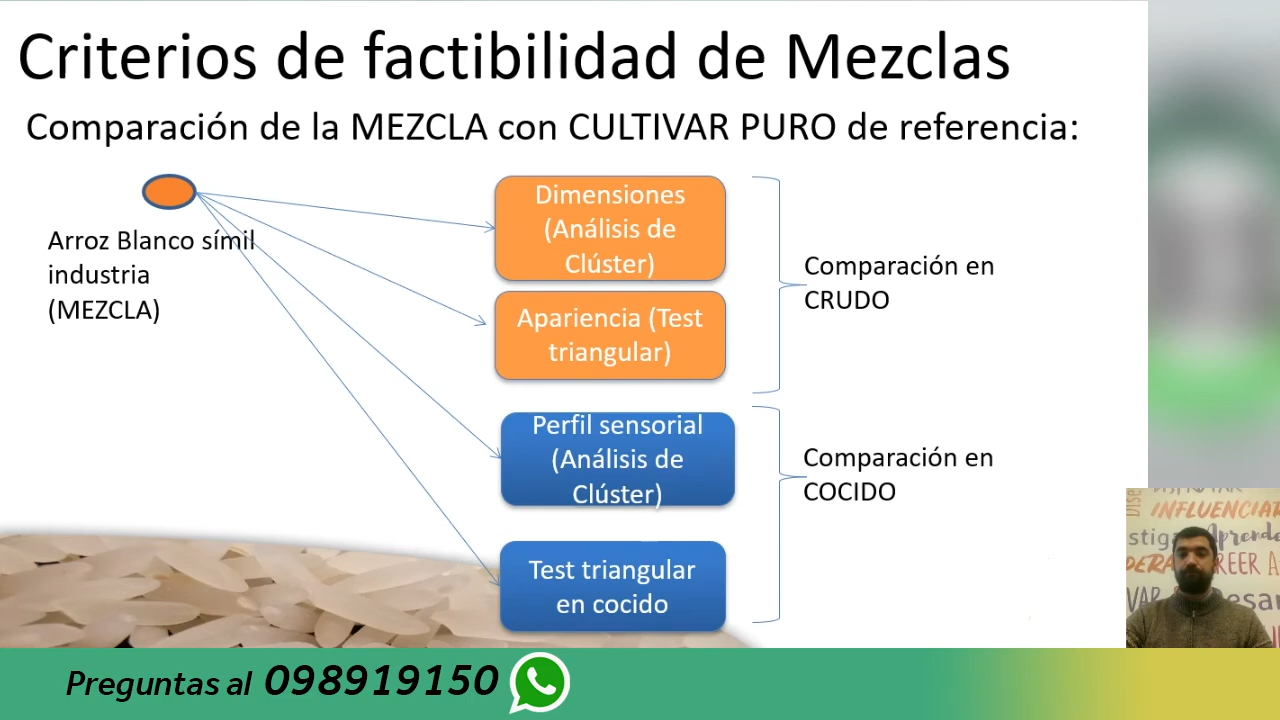 Criterios de factibilidad de Mezclas
Comparación de la MEZCLA con CULTIVAR PURO de referencia:
Arroz Blanco símil
industria
(MEZCLA)
Dimensiones
(Análisis de
Clúster)
Apariencia (Test
triangular)
Comparación en
CRUDO
Perfil sensorial
(Análisis de
Clúster)
Test triangular
en cocido
Comparación en
COCIDO
INFLUENCIAR
Aprende
Preguntas al 098919150